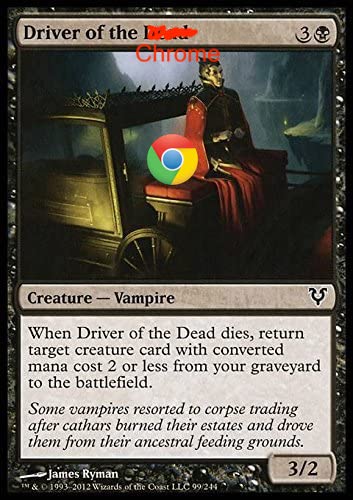 Driver of the Dead
Chrome
3
Creature — Vampire
When Driver of the Dead dies, return
target creature card with converted
mana cost 2 or less from your graveyard
to the battlefield.
Some vampires resorted to corpse trading
after cathars burned their estates and drove
them from their ancestral feeding grounds.
James Ryman
™ & © 1993–2012 Wizards of the Coast LLC 99/244
3/2